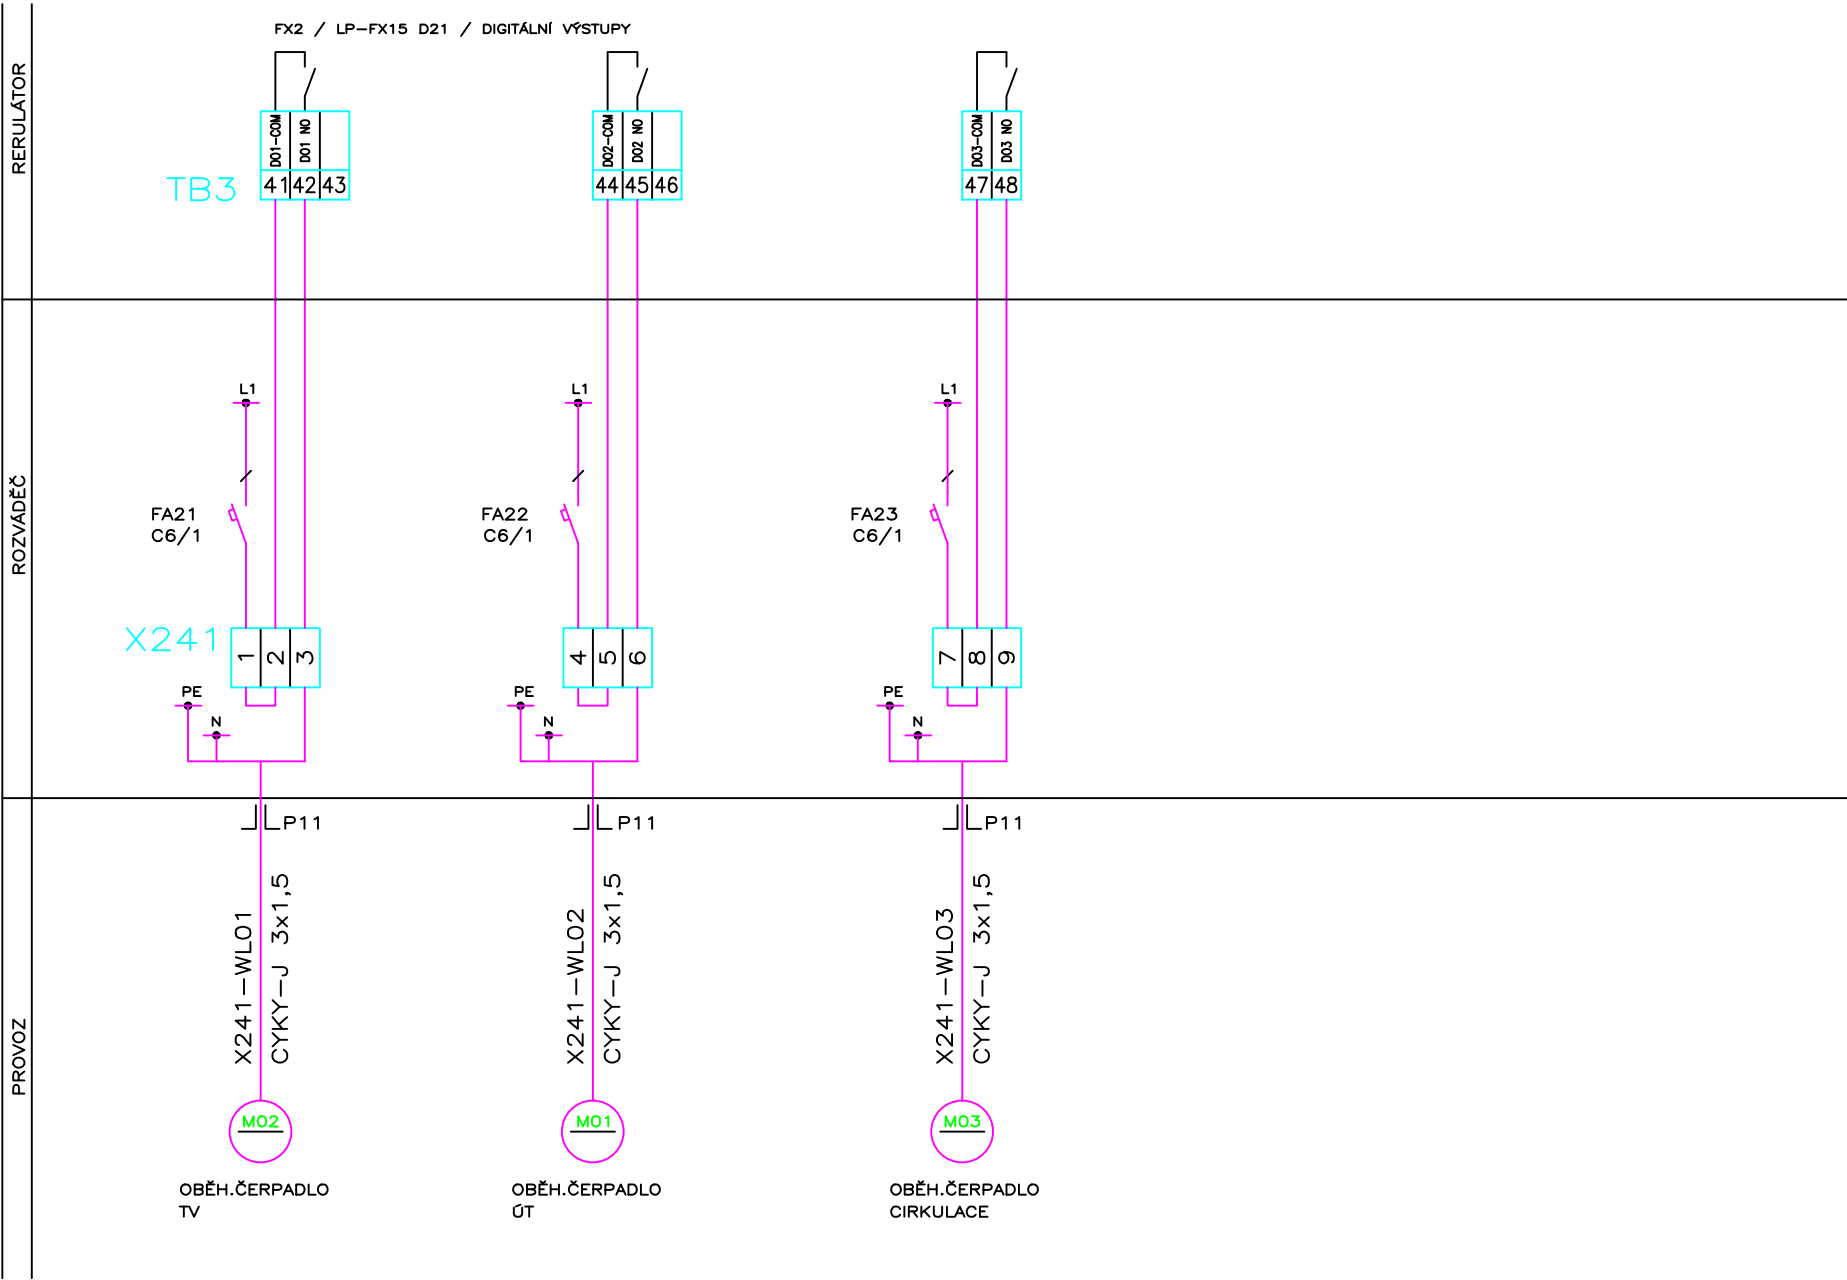 FX2 / LP-FX15 D21 / DIGITÁLNÍ VÝSTUPY
RERULÁTOR
DO1-COM
DO1 NO
DO2-COM
DO2 NO
DO3-COM
DO3 NO
TB3
41 42 43
44 45 46
47 48
ROZVÁDĚČ
L1
L1
L1
FA21
C6/1
FA22
C6/1
FA23
C6/1
X241
1 2 3
4 5 6
7 8 9
PE
N
PE
N
PE
N
PROVOZ
P11
P11
P11
X241-WL01
CYKY-J 3x1,5
X241-WL02
CYKY-J 3x1,5
X241-WL03
CYKY-J 3x1,5
M02
M01
M03
OBĚH.ČERPADLO
TV
OBĚH.ČERPADLO
ÚT
OBĚH.ČERPADLO
CIRKULACE